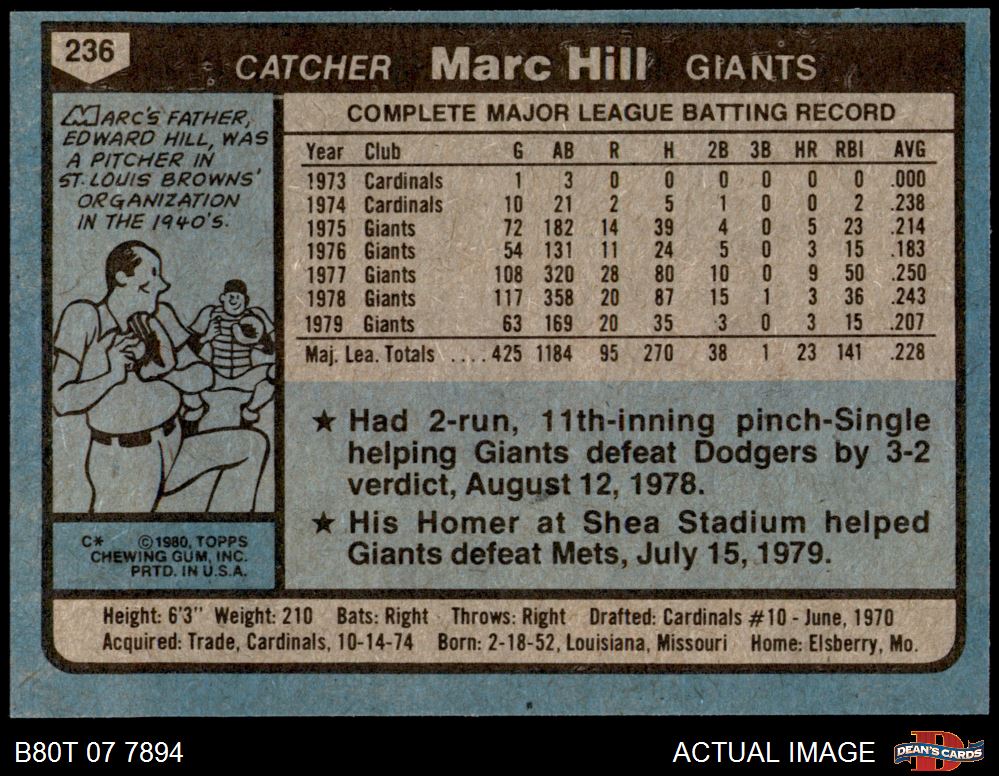 236
CATCHER Marc Hill GIANTS
MARC'S FATHER,
EDWARD HILL, WAS
A PITCHER IN
ST. LOUIS BROWNS'
ORGANIZATION
IN THE 1940'S.
C* ©1980, TOPPS
CHEWING GUM, INC.
PRTD. IN U.S.A.
COMPLETE MAJOR LEAGUE BATTING RECORD
Year Club G AB R H 2B 3B HR RBI AVG
1973 Cardinals 1 3 0 0 0 0 0 0 .000
1974 Cardinals 10 21 2 5 1 0 0 2 .238
1975 Giants 72 182 14 39 4 0 5 23 .214
1976 Giants 54 131 11 24 5 0 3 15 .183
1977 Giants 108 320 28 80 10 0 9 50 .250
1978 Giants 117 358 20 87 15 1 3 36 .243
1979 Giants 63 169 20 35 3 0 3 15 .207
Maj. Lea. Totals ....425 1184 95 270 38 1 23 141 .228
★ Had 2-run, 11th-inning pinch-Single
helping Giants defeat Dodgers by 3-2
verdict, August 12, 1978.
★ His Homer at Shea Stadium helped
Giants defeat Mets, July 15, 1979.
Height: 6'3" Weight: 210 Bats: Right Throws: Right Drafted: Cardinals #10 - June, 1970
Acquired: Trade, Cardinals, 10-14-74 Born: 2-18-52, Louisiana, Missouri Home: Elsberry, Mo.
B80T 07 7894 ACTUAL IMAGE D DEAN'S CARDS